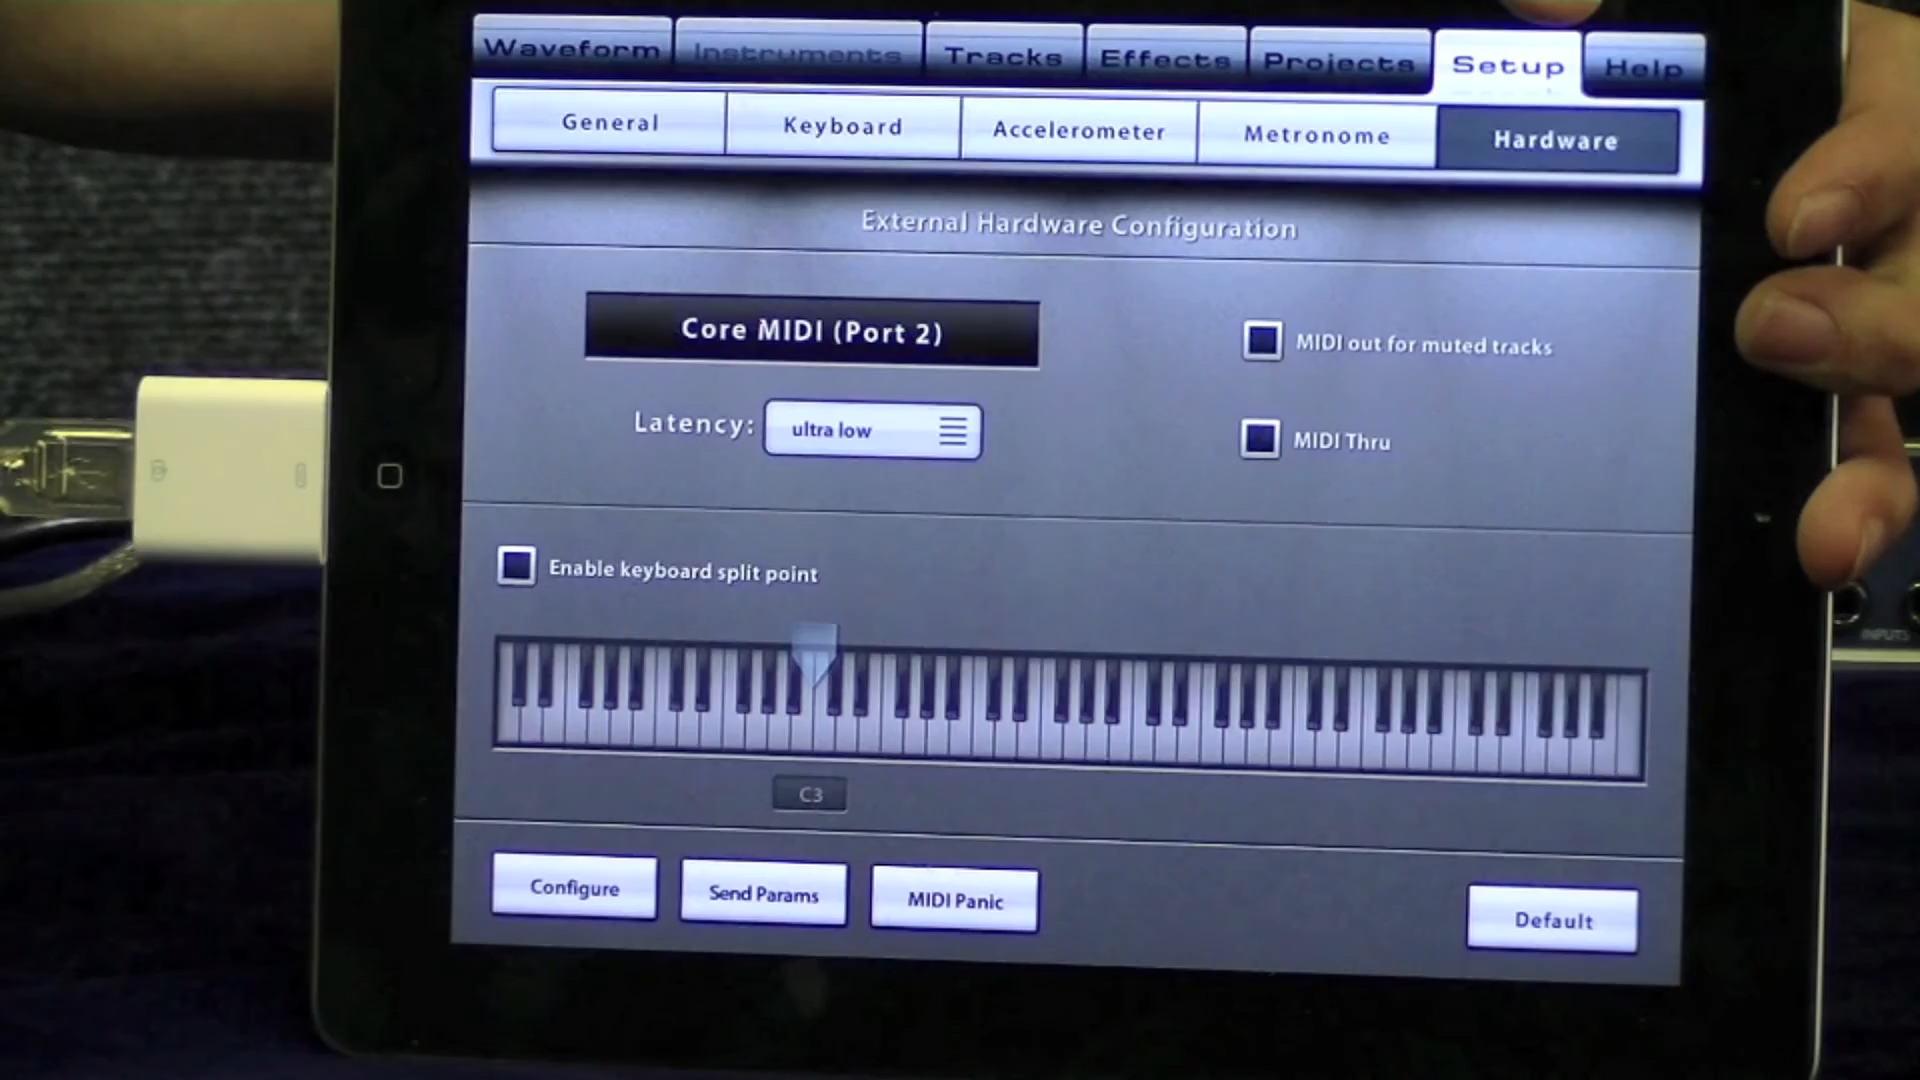 Waveform Instruments Tracks Effects Projects Setup Help
General Keyboard Accelerometer Metronome Hardware
External Hardware Configuration
Core MIDI (Port 2)
MIDI out for muted tracks
Latency: ultra low
MIDI Thru
Enable keyboard split point
INPUTS
C3
Configure Send Params MIDI Panic Default